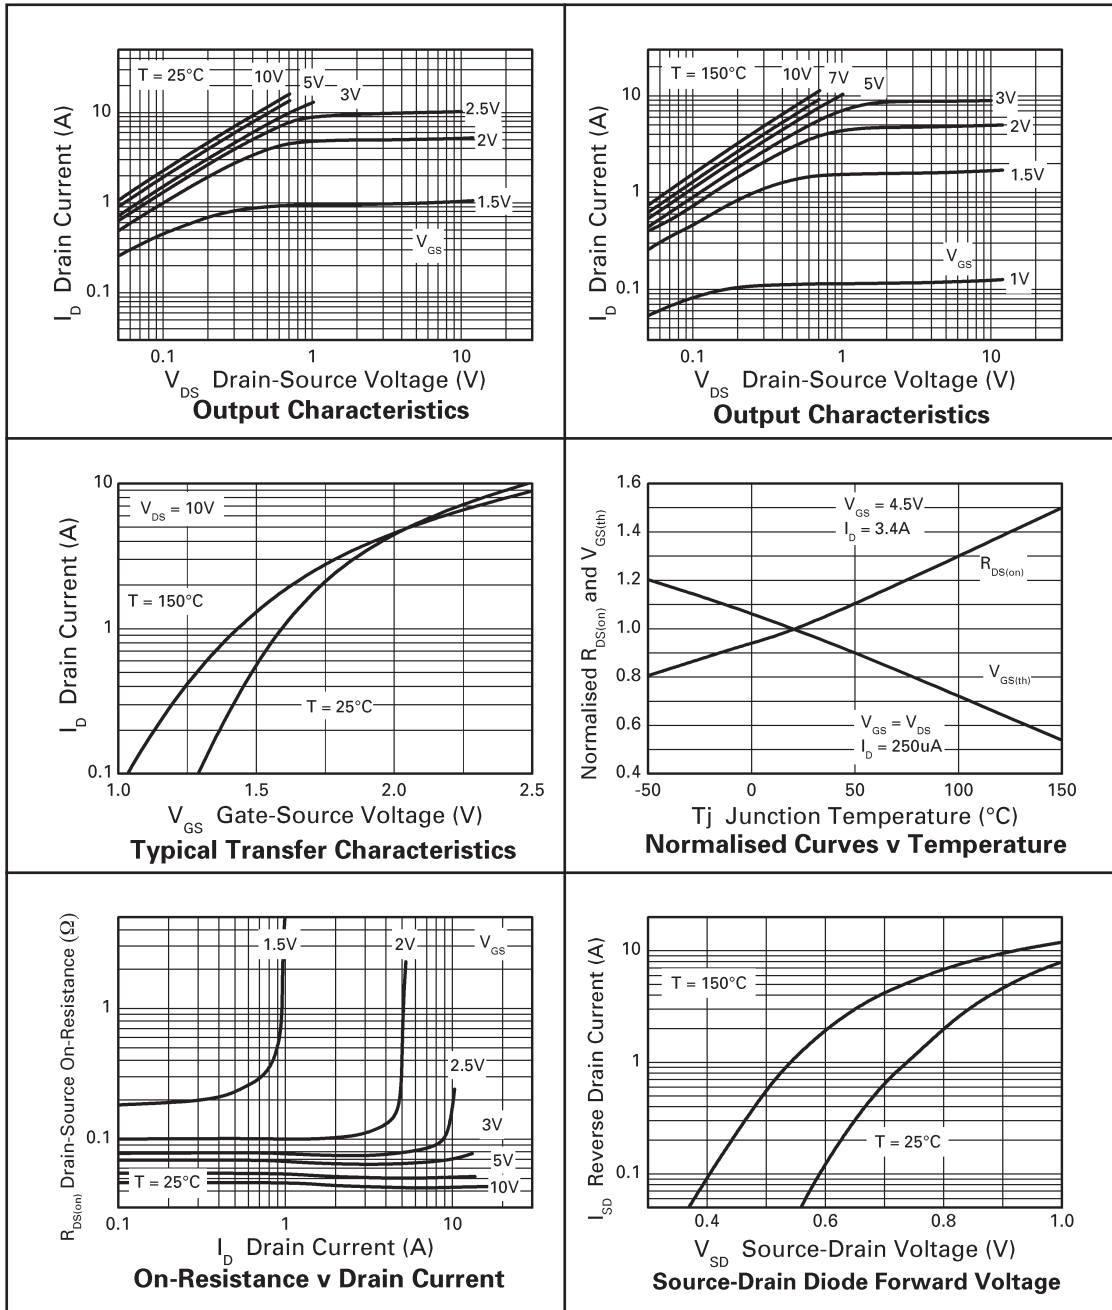 T = 25°C
10V
5V
3V
2.5V
2V
1.5V
V_GS
10
1
0.1
I_D Drain Current (A)
0.1
1
10
V_DS Drain-Source Voltage (V)
Output Characteristics
T = 150°C
10V
7V
5V
3V
2V
1.5V
V_GS
1V
10
1
0.1
I_D Drain Current (A)
0.1
1
10
V_DS Drain-Source Voltage (V)
Output Characteristics
10
1
0.1
I_D Drain Current (A)
V_DS = 10V
T = 150°C
T = 25°C
1.0
1.5
2.0
2.5
V_GS Gate-Source Voltage (V)
Typical Transfer Characteristics
1.6
1.4
1.2
1.0
0.8
0.6
0.4
Normalised R_DS(on) and V_GS(th)
V_GS = 4.5V
I_D = 3.4A
R_DS(on)
V_GS(th)
V_GS = V_DS
I_D = 250uA
-50
0
50
100
150
Tj Junction Temperature (°C)
Normalised Curves v Temperature
R_DS(on) Drain-Source On-Resistance (Ω)
1
0.1
1.5V
2V
V_GS
2.5V
3V
5V
10V
T = 25°C
0.1
1
10
I_D Drain Current (A)
On-Resistance v Drain Current
I_SD Reverse Drain Current (A)
10
1
0.1
T = 150°C
T = 25°C
0.4
0.6
0.8
1.0
V_SD Source-Drain Voltage (V)
Source-Drain Diode Forward Voltage